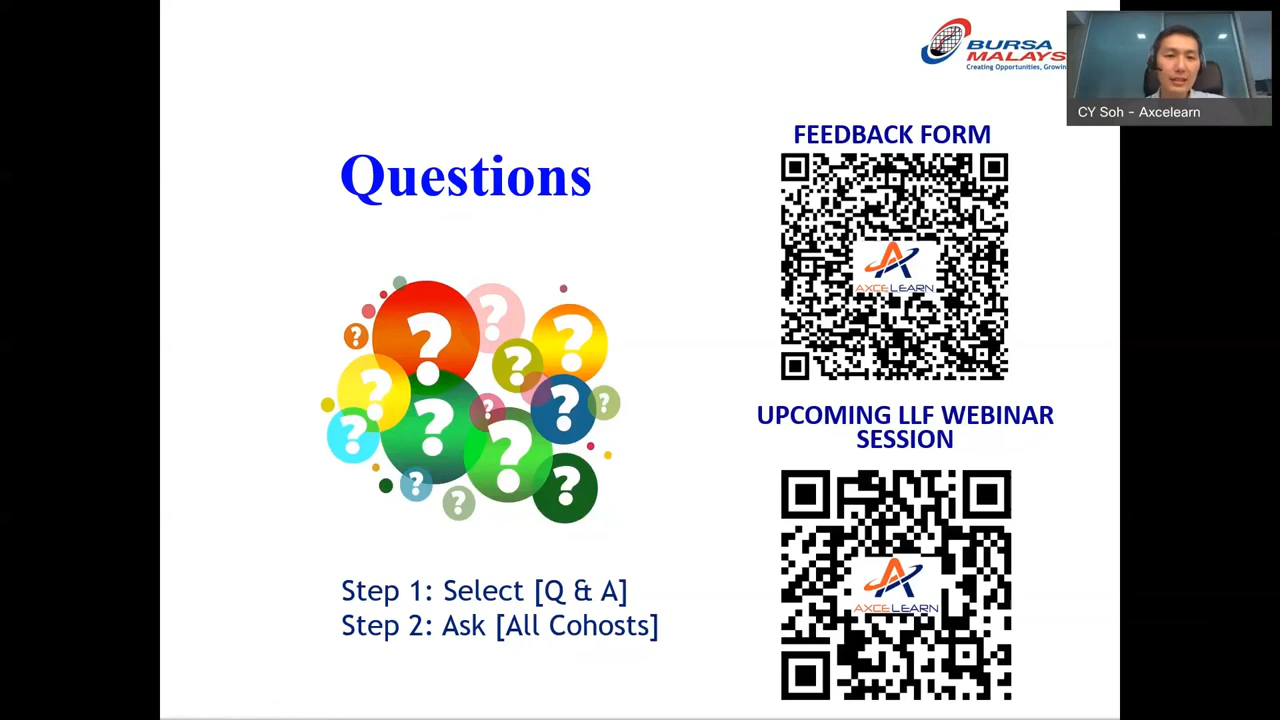 BURSA
MALAYS
Creating Opportunities, Growin
CY Soh - Axcelearn
Questions
FEEDBACK FORM
AXCELEARN
UPCOMING LLF WEBINAR
SESSION
AXCELEARN
? ? ? ? ? ? ? ? ? ? ? ? ? ? ?
Step 1: Select [Q & A]
Step 2: Ask [All Cohosts]